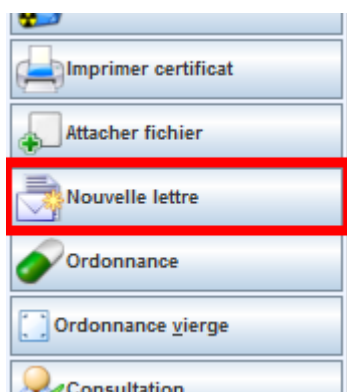 Imprimer certificat
Attacher fichier
Nouvelle lettre
Ordonnance
Ordonnance vierge
Consultation